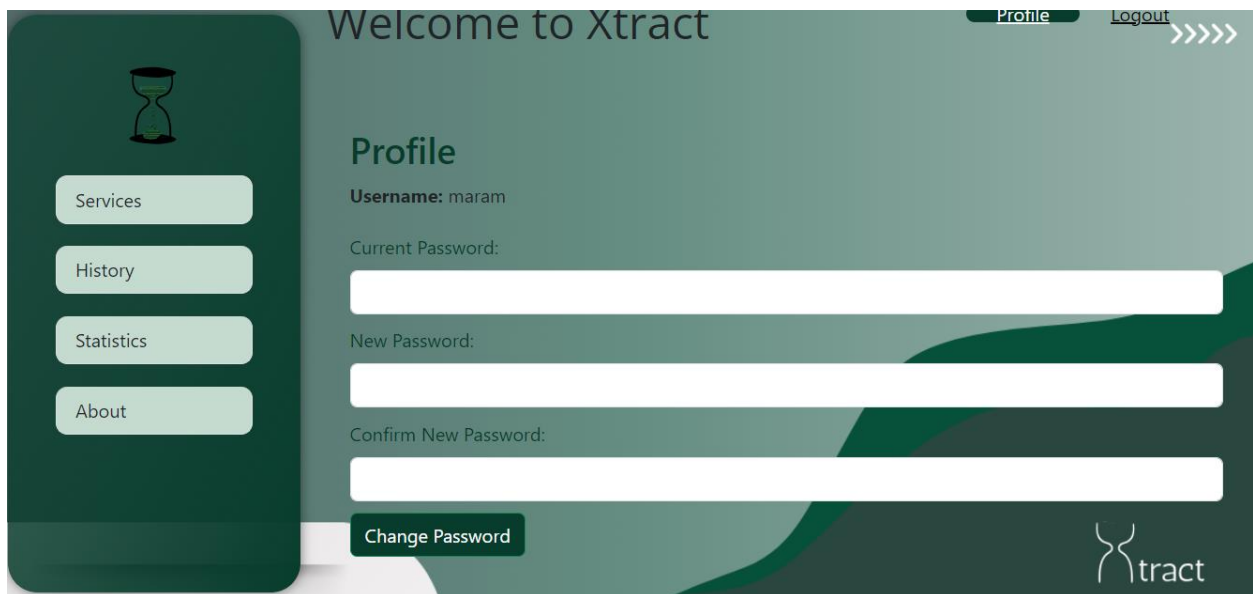 Welcome to Xtract
Profile
Logout
>>>>>
Services
History
Statistics
About
Profile
Username: maram
Current Password:
New Password:
Confirm New Password:
Change Password
Xtract